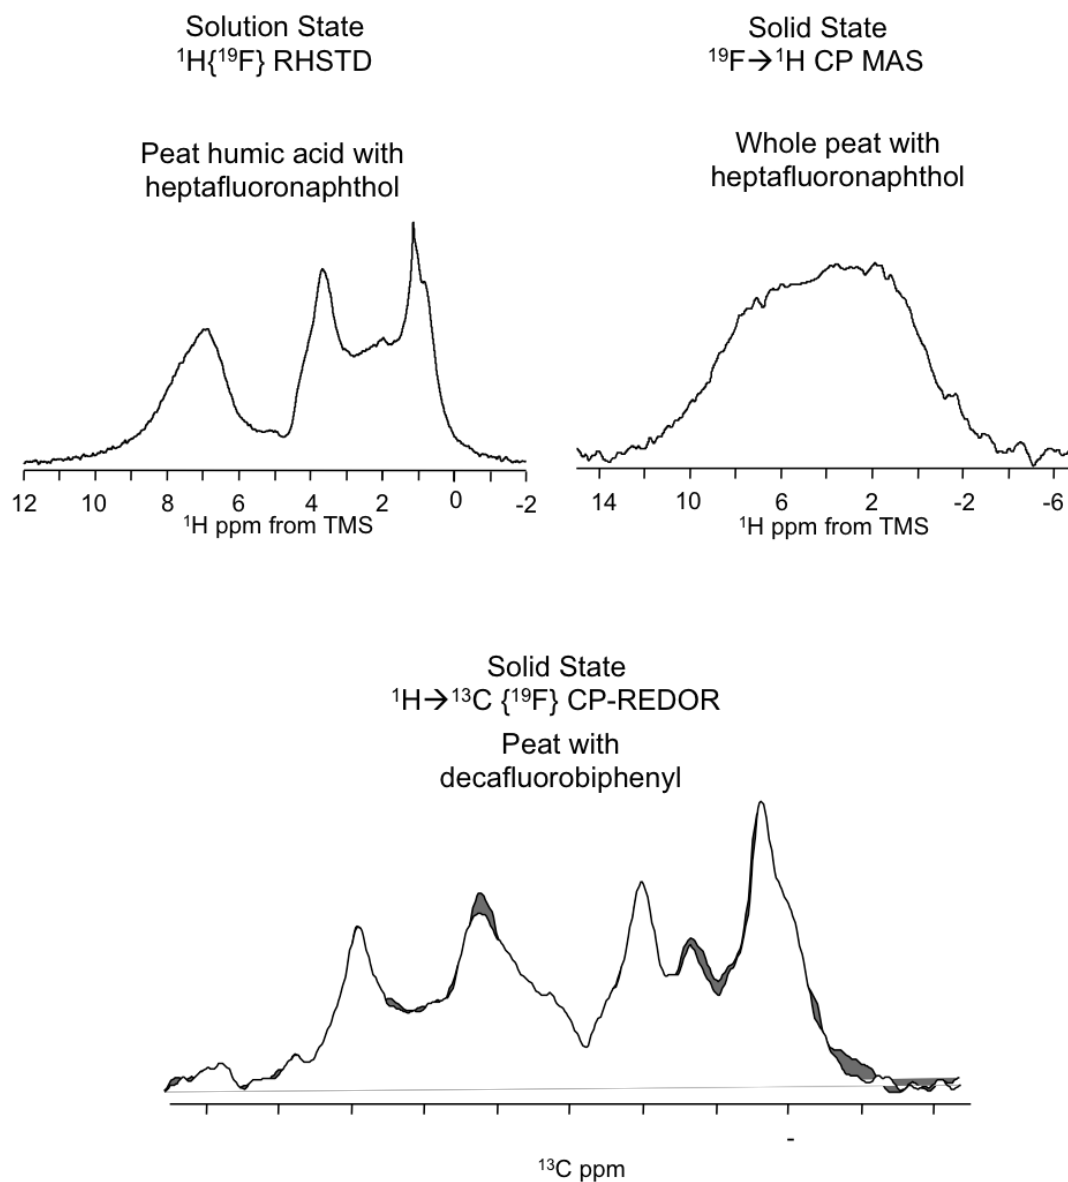 Solution State
¹H{¹⁹F} RHSTD
Peat humic acid with
heptafluoronaphthol
12 10 8 6 4 2 0 -2
¹H ppm from TMS
Solid State
¹⁹F→¹H CP MAS
Whole peat with
heptafluoronaphthol
14 10 6 2 -2 -6
¹H ppm from TMS
Solid State
¹H→¹³C {¹⁹F} CP-REDOR
Peat with
decafluorobiphenyl
-
¹³C ppm